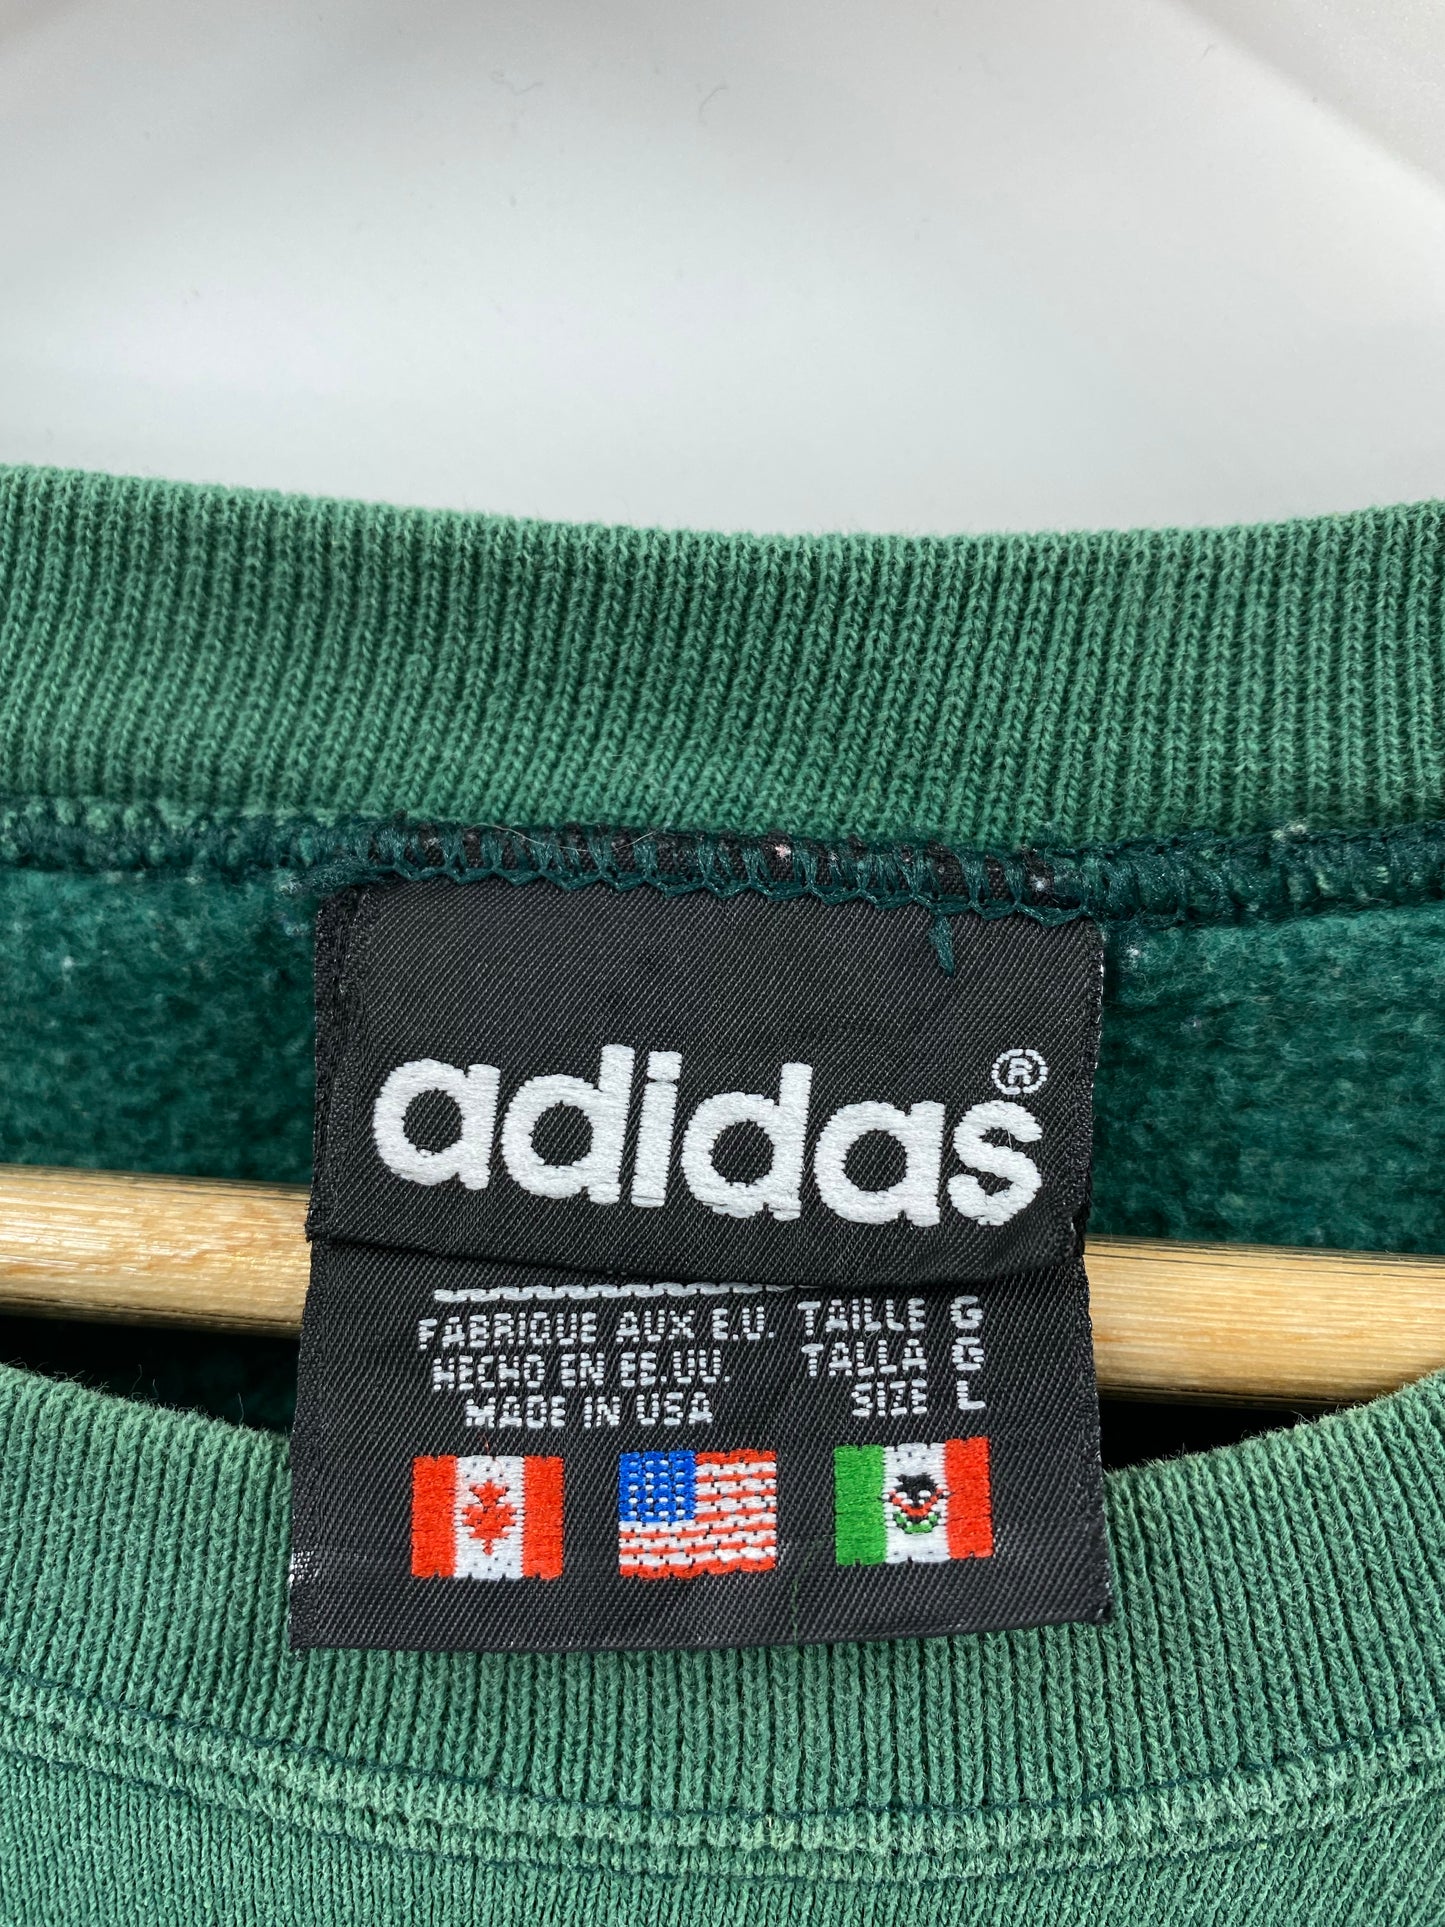 adidas®
FABRIQUE AUX E.U. TAILLE G
HECHO EN EE.UU. TALLA G
MADE IN USA SIZE L